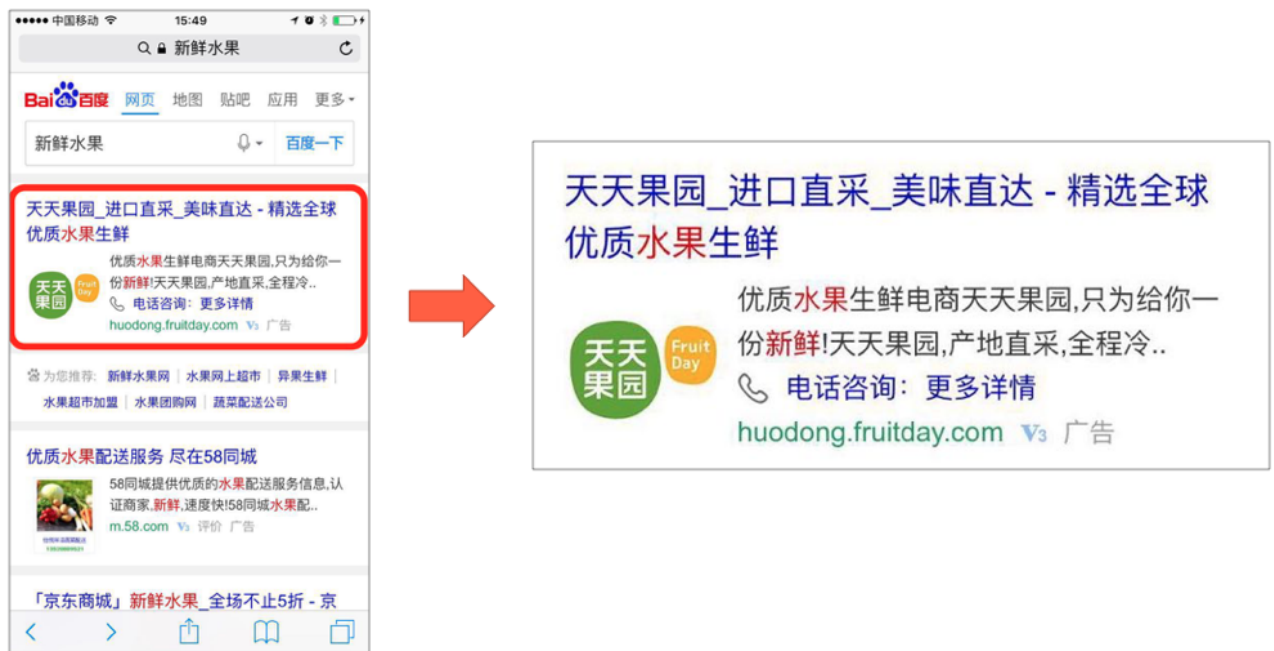 中国移动 15:49
新鲜水果
Bai du 百度 网页 地图 贴吧 应用 更多
新鲜水果 百度一下
天天果园_进口直采_美味直达 - 精选全球
优质水果生鲜
天天果园 Fruit Day
优质水果生鲜电商天天果园,只为给你一
份新鲜!天天果园,产地直采,全程冷..
电话咨询：更多详情
huodong.fruitday.com V3 广告
为您推荐: 新鲜水果网 | 水果网上超市 | 异果生鲜 |
水果超市加盟 | 水果团购网 | 蔬菜配送公司
优质水果配送服务 尽在58同城
58同城提供优质的水果配送服务信息,认
证商家,新鲜,速度快!58同城水果配..
m.58.com V3 评价 广告
「京东商城」新鲜水果_全场不止5折 - 京
天天果园_进口直采_美味直达 - 精选全球
优质水果生鲜
天天
果园
Fruit
Day
优质水果生鲜电商天天果园,只为给你一
份新鲜!天天果园,产地直采,全程冷..
电话咨询：更多详情
huodong.fruitday.com V3 广告